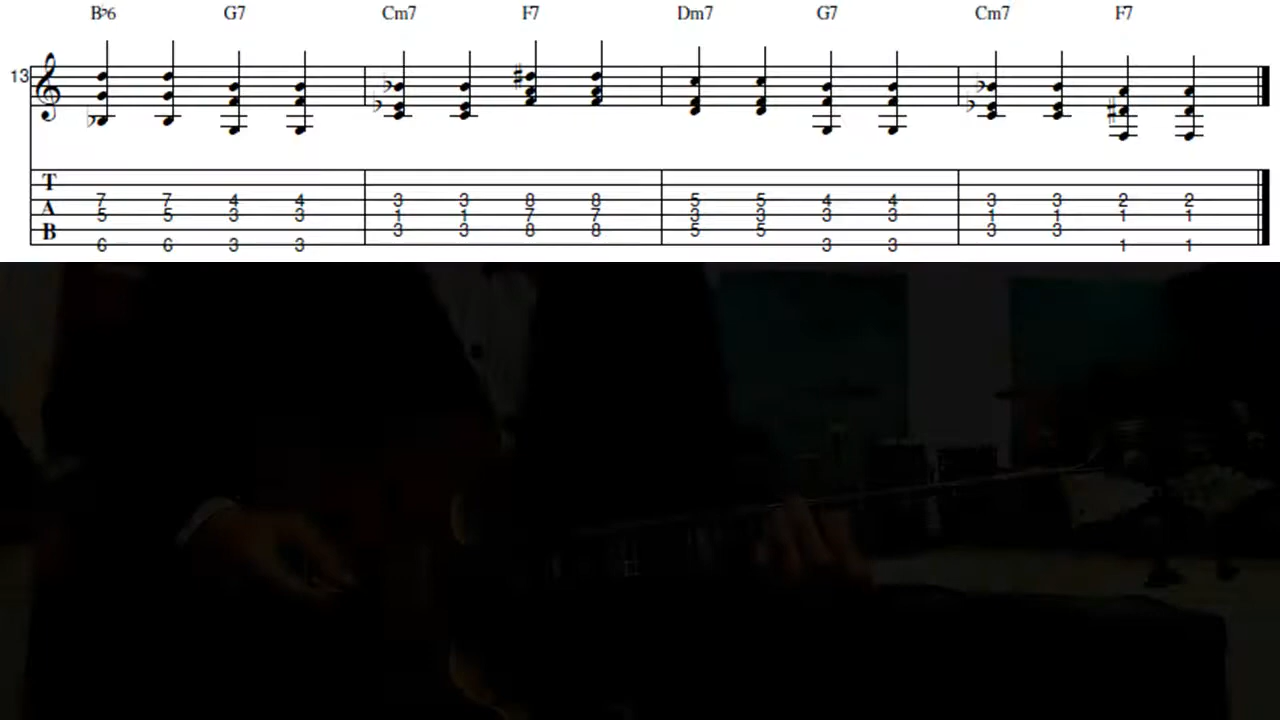 B♭6 G7 Cm7 F7 Dm7 G7 Cm7 F7
13
T
7 7 4 4 3 3 8 8 5 5 4 4 3 3 2 2
A 5 5 3 3 1 1 7 7 3 3 3 3 1 1 1 1
B 3 3 8 8 5 5 3 3
6 6 3 3 3 3 1 1